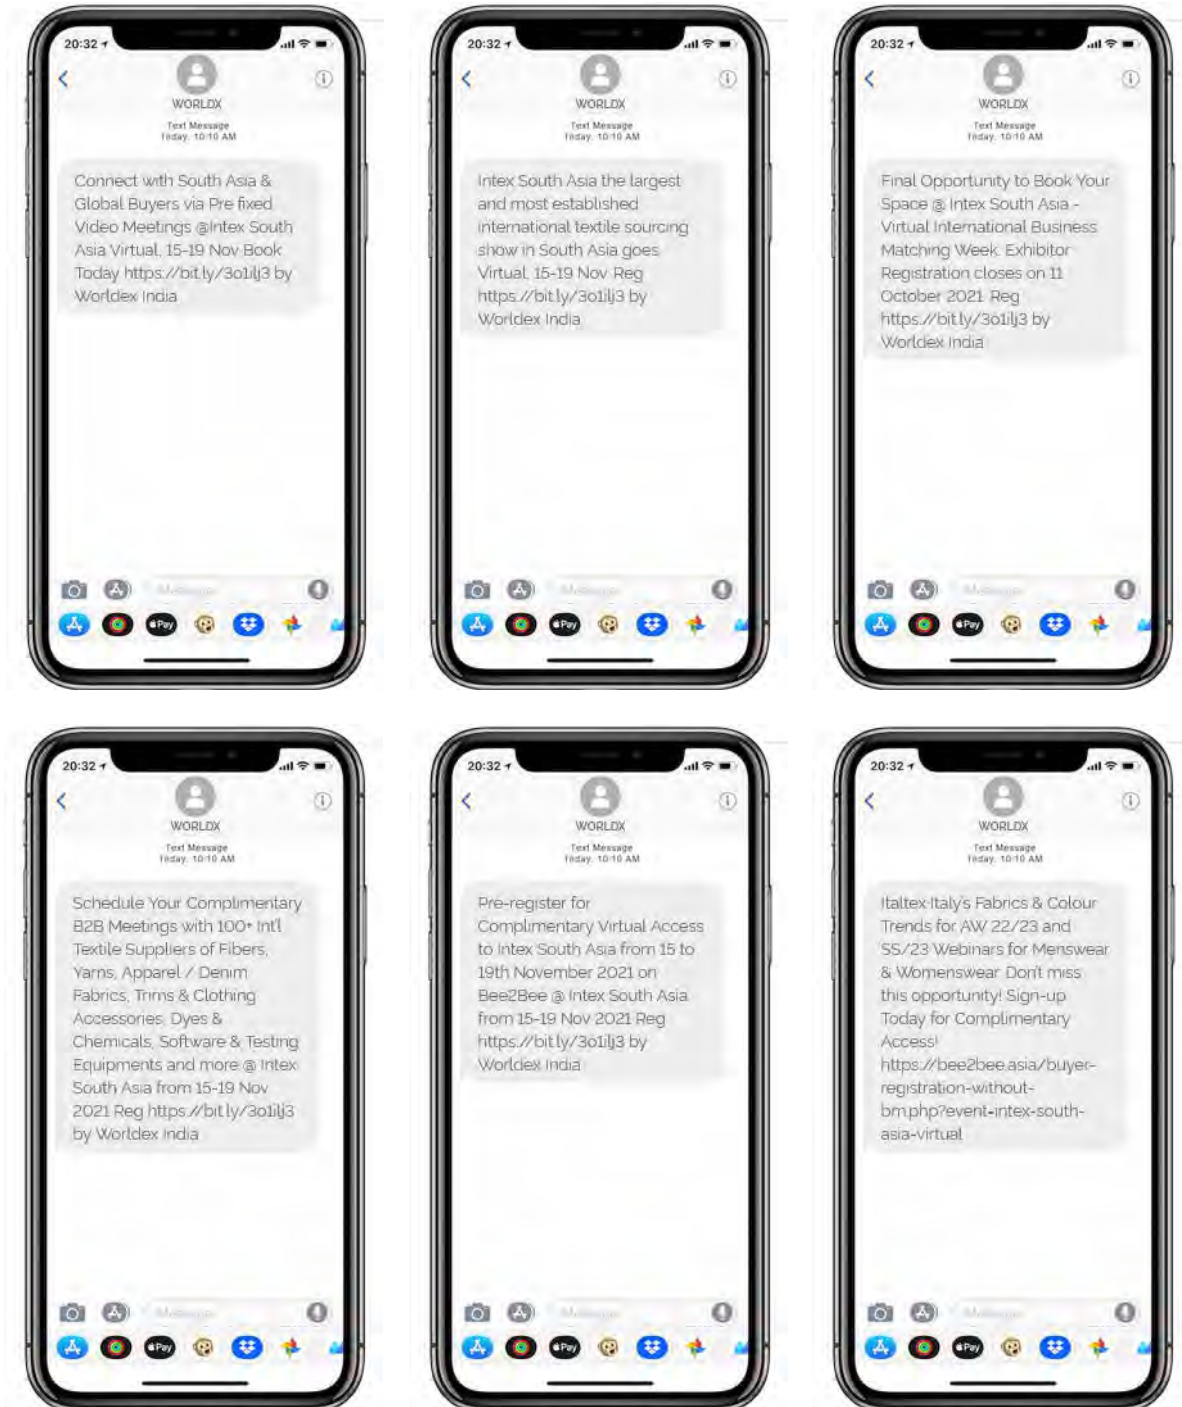 20:32
WORLDX
Text Message
Today, 10:10 AM
Connect with South Asia &
Global Buyers via Pre fixed
Video Meetings @Intex South
Asia Virtual, 15-19 Nov Book
Today https://bit.ly/3o1ilj3 by
Worldex India
Pay
20:32
WORLDX
Text Message
Today, 10:10 AM
Intex South Asia the largest
and most established
international textile sourcing
show in South Asia goes
Virtual, 15-19 Nov Reg
https://bit.ly/3o1ilj3 by
Worldex India
Pay
20:32
WORLDX
Text Message
Today, 10:10 AM
Final Opportunity to Book Your
Space @ Intex South Asia -
Virtual International Business
Matching Week. Exhibitor
Registration closes on 11
October 2021 Reg
https://bit.ly/3o1ilj3 by
Worldex India
Pay
20:32
WORLDX
Text Message
Today, 10:10 AM
Schedule Your Complimentary
B2B Meetings with 100+ Int'l
Textile Suppliers of Fibers,
Yarns, Apparel / Denim
Fabrics, Trims & Clothing
Accessories, Dyes &
Chemicals, Software & Testing
Equipments and more @ Intex
South Asia from 15-19 Nov
2021 Reg https://bit.ly/3o1ilj3
by Worldex India
Pay
20:32
WORLDX
Text Message
Today, 10:10 AM
Pre-register for
Complimentary Virtual Access
to Intex South Asia from 15 to
19th November 2021 on
Bee2Bee @ Intex South Asia
from 15-19 Nov 2021 Reg
https://bit.ly/3o1ilj3 by
Worldex India
Pay
20:32
WORLDX
Text Message
Today, 10:10 AM
Italtex Italy's Fabrics & Colour
Trends for AW 22/23 and
SS/23 Webinars for Menswear
& Womenswear Don't miss
this opportunity! Sign-up
Today for Complimentary
Access!
https://bee2bee.asia/buyer-
registration-without-
bm.php?event=intex-south-
asia-virtual
Pay